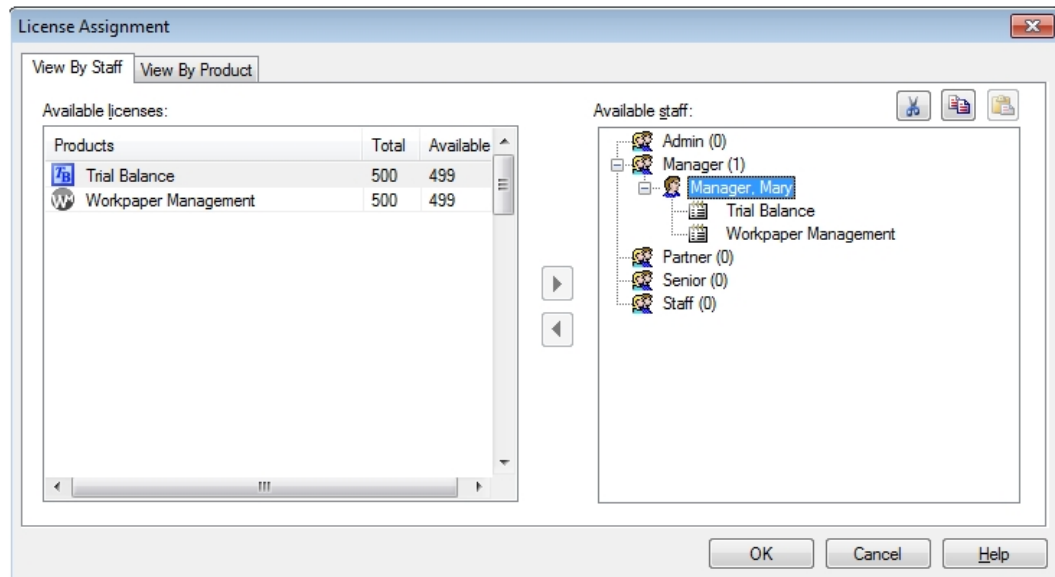 License Assignment
View By Staff
View By Product
Available licenses:
Products Total Available
TB Trial Balance 500 499
W Workpaper Management 500 499
Available staff:
Admin (0)
Manager (1)
Manager, Mary
Trial Balance
Workpaper Management
Partner (0)
Senior (0)
Staff (0)
OK Cancel Help